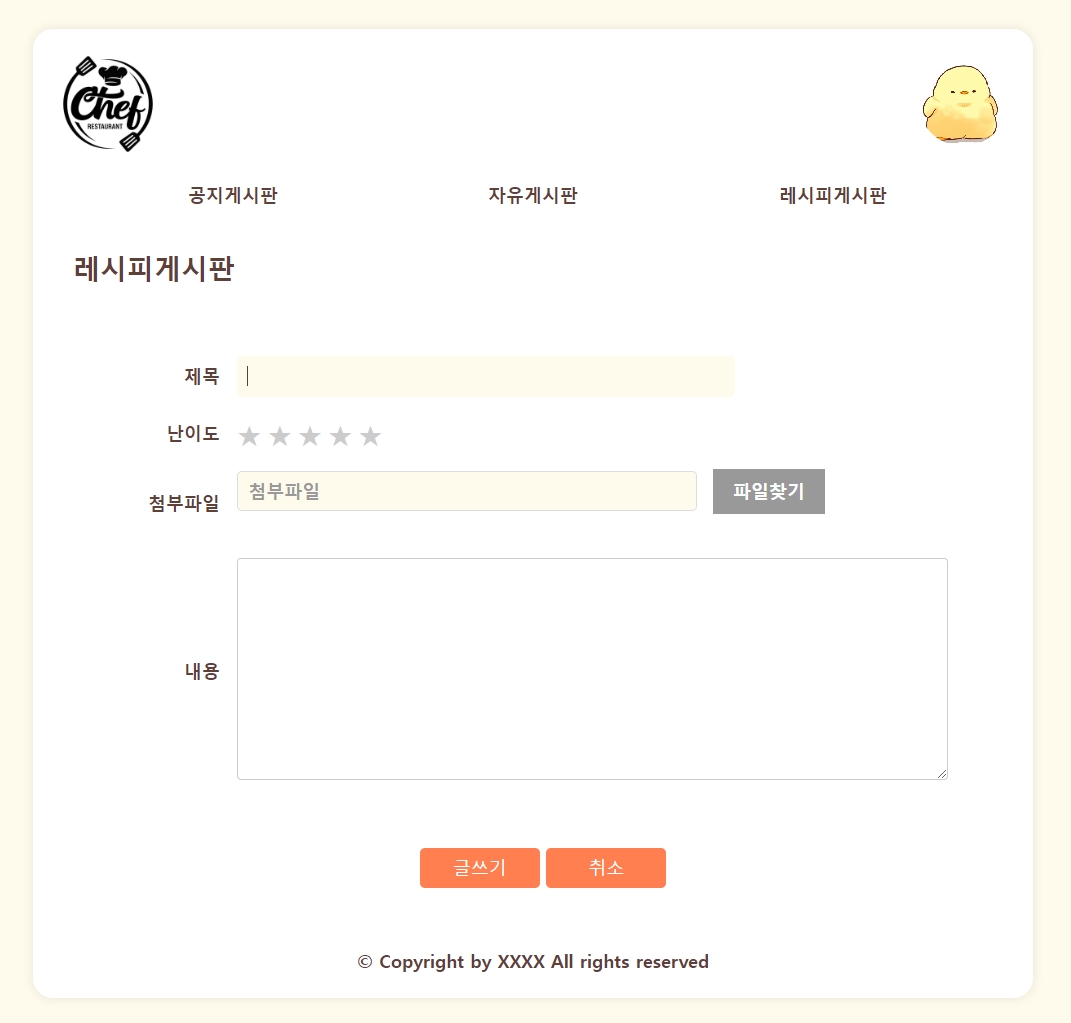 Chef
RESTAURANT
공지게시판 자유게시판 레시피게시판
레시피게시판
제목
난이도 ★ ★ ★ ★ ★
첨부파일 첨부파일 파일찾기
내용
글쓰기 취소
© Copyright by XXXX All rights reserved